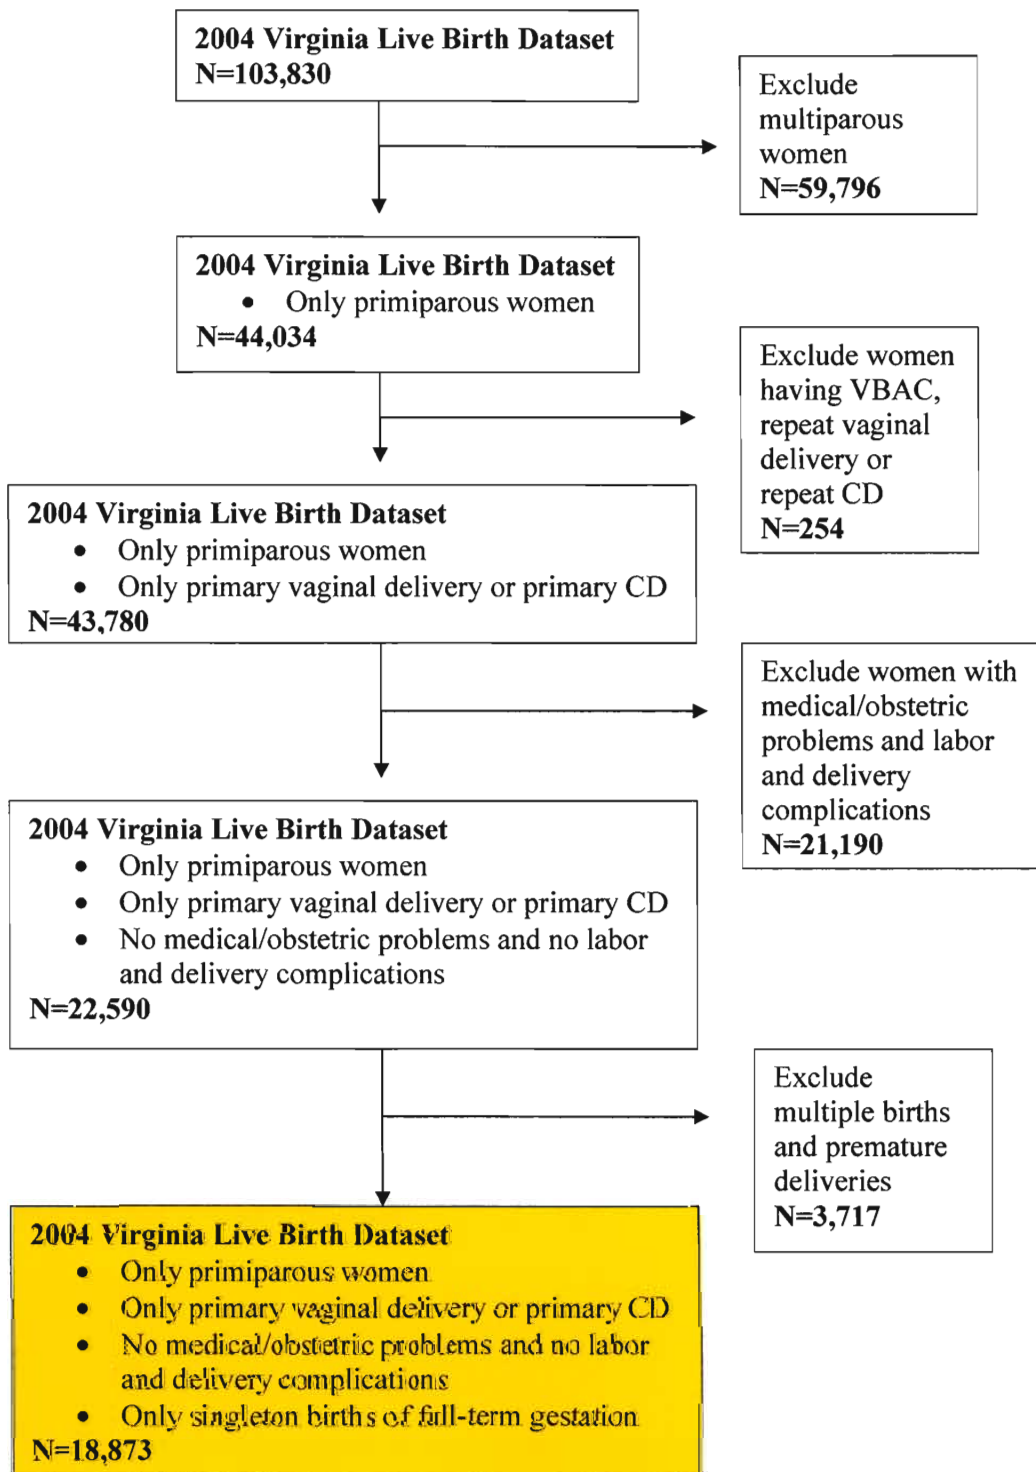 2004 Virginia Live Birth Dataset
N=103,830
Exclude
multiparous
women
N=59,796
2004 Virginia Live Birth Dataset
• Only primiparous women
N=44,034
Exclude women
having VBAC,
repeat vaginal
delivery or
repeat CD
N=254
2004 Virginia Live Birth Dataset
• Only primiparous women
• Only primary vaginal delivery or primary CD
N=43,780
Exclude women with
medical/obstetric
problems and labor
and delivery
complications
N=21,190
2004 Virginia Live Birth Dataset
• Only primiparous women
• Only primary vaginal delivery or primary CD
• No medical/obstetric problems and no labor
and delivery complications
N=22,590
Exclude
multiple births
and premature
deliveries
N=3,717
2004 Virginia Live Birth Dataset
• Only primiparous women
• Only primary vaginal delivery or primary CD
• No medical/obstetric problems and no labor
and delivery complications
• Only singleton births of full-term gestation
N=18,873